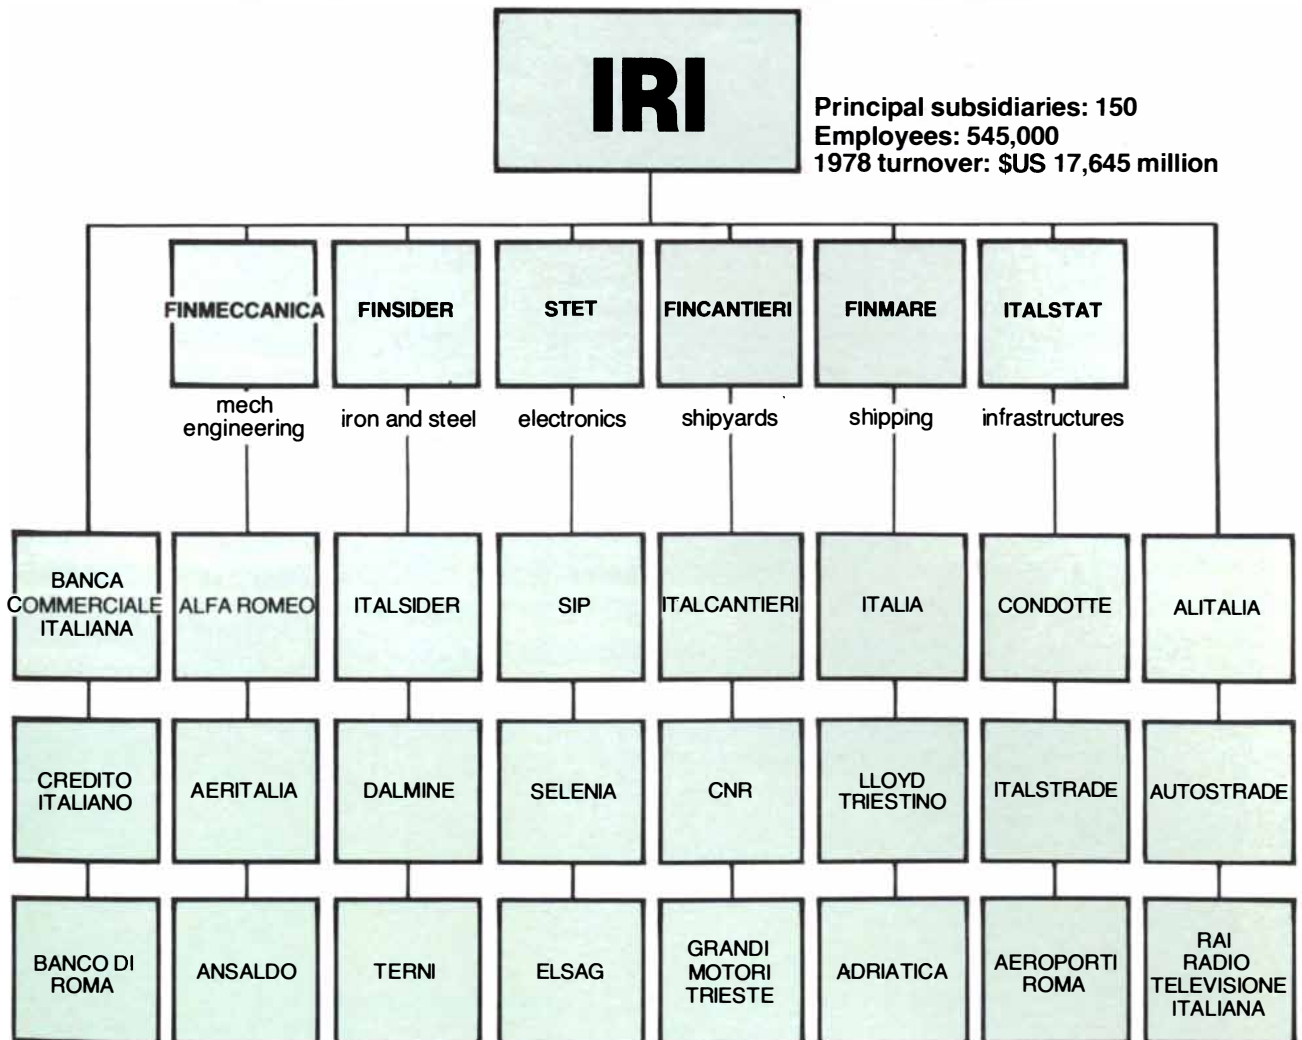 IRI
Principal subsidiaries: 150
Employees: 545,000
1978 turnover: $US 17,645 million
FINMECCANICA
FINSIDER
STET
FINCANTIERI
FINMARE
ITALSTAT
mech
engineering
iron and steel
electronics
shipyards
shipping
infrastructures
BANCA
COMMERCIALE
ITALIANA
ALFA ROMEO
ITALSIDER
SIP
ITALCANTIERI
ITALIA
CONDOTTE
ALITALIA
CREDITO
ITALIANO
AERITALIA
DALMINE
SELENIA
CNR
LLOYD
TRIESTINO
ITALSTRADE
AUTOSTRADE
BANCO DI
ROMA
ANSALDO
TERNI
ELSAG
GRANDI
MOTORI
TRIESTE
ADRIATICA
AEROPORTI
ROMA
RAI
RADIO
TELEVISIONE
ITALIANA